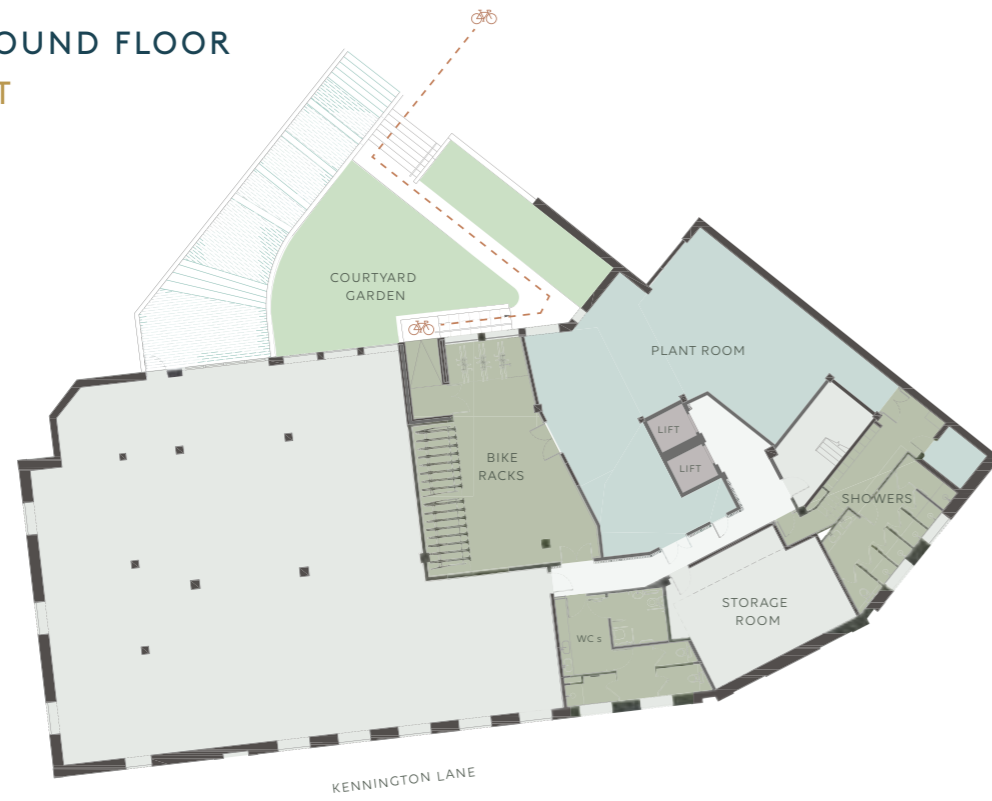 OUND FLOOR
T
COURTYARD
GARDEN
PLANT ROOM
LIFT
BIKE
RACKS
LIFT
SHOWERS
STORAGE
ROOM
WCs
KENNINGTON LANE